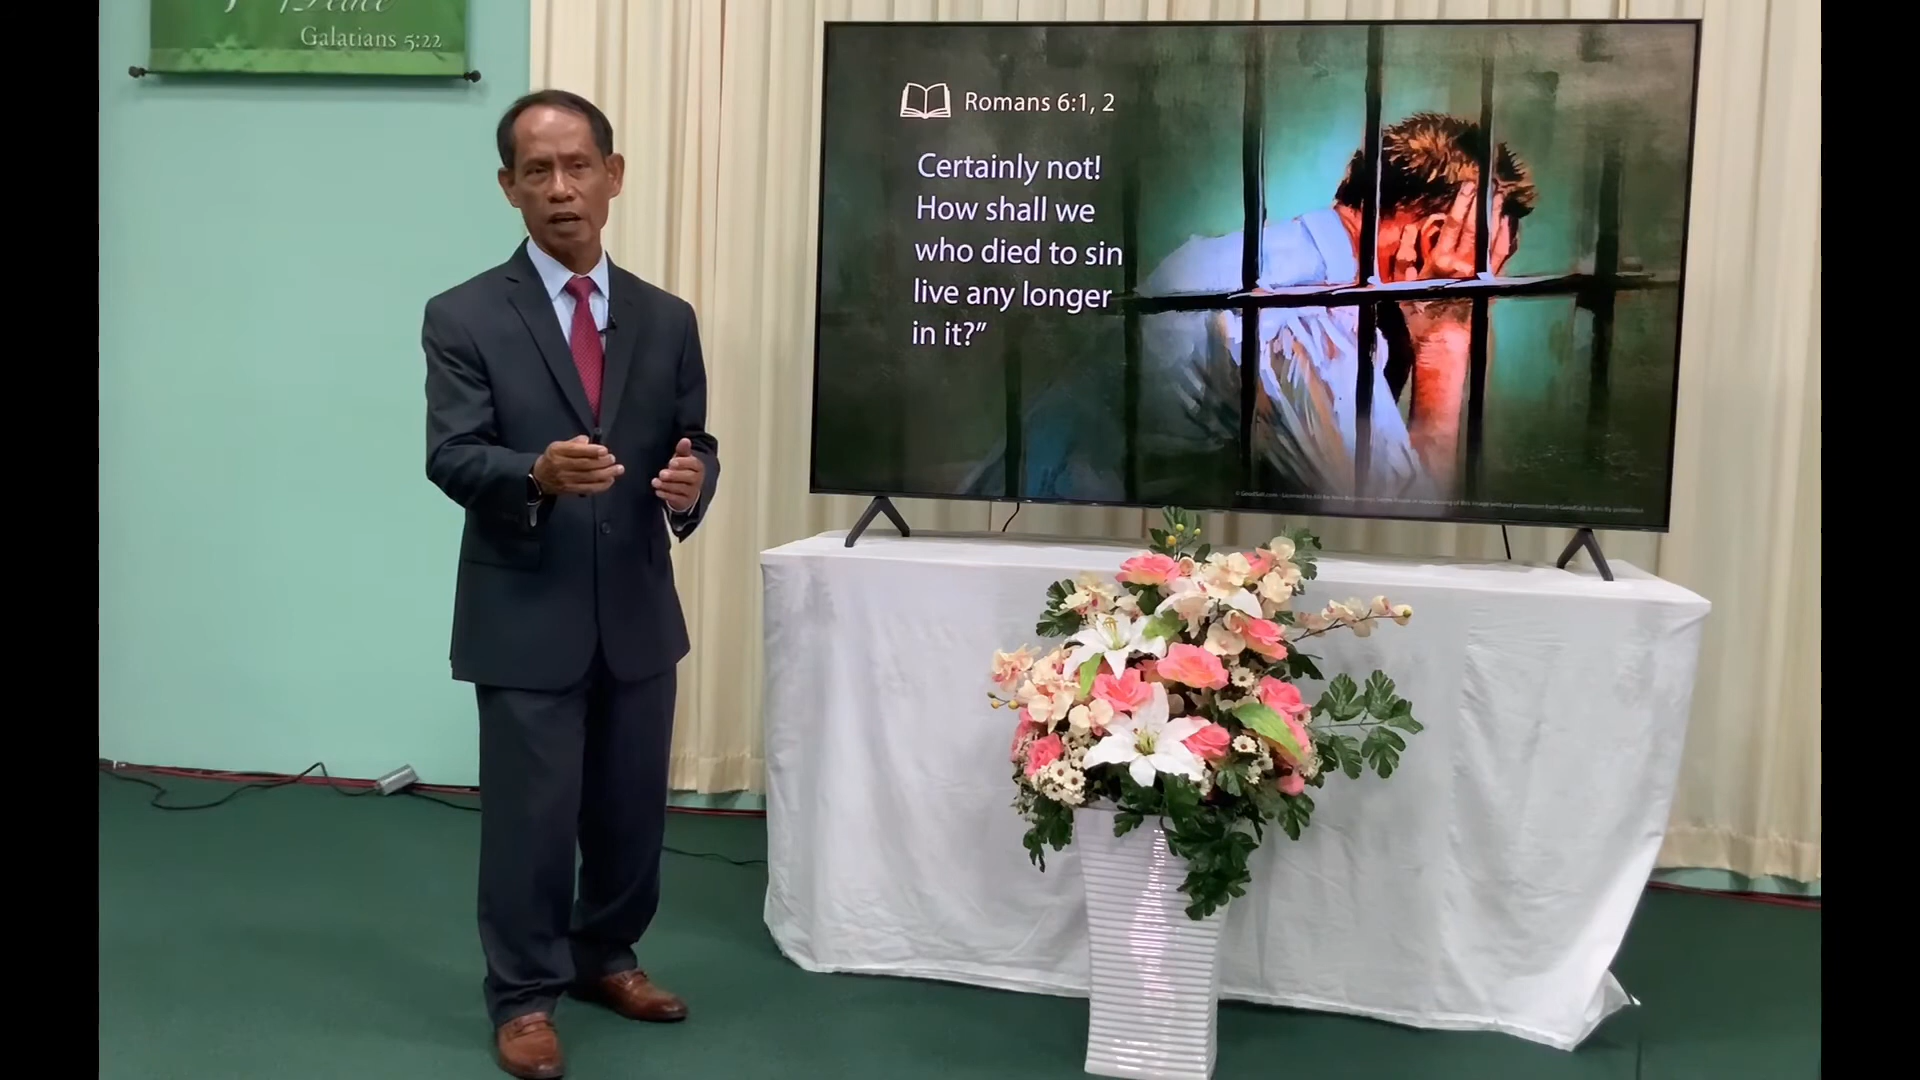 Peace
Galatians 5:22
Romans 6:1, 2
Certainly not!
How shall we
who died to sin
live any longer
in it?”